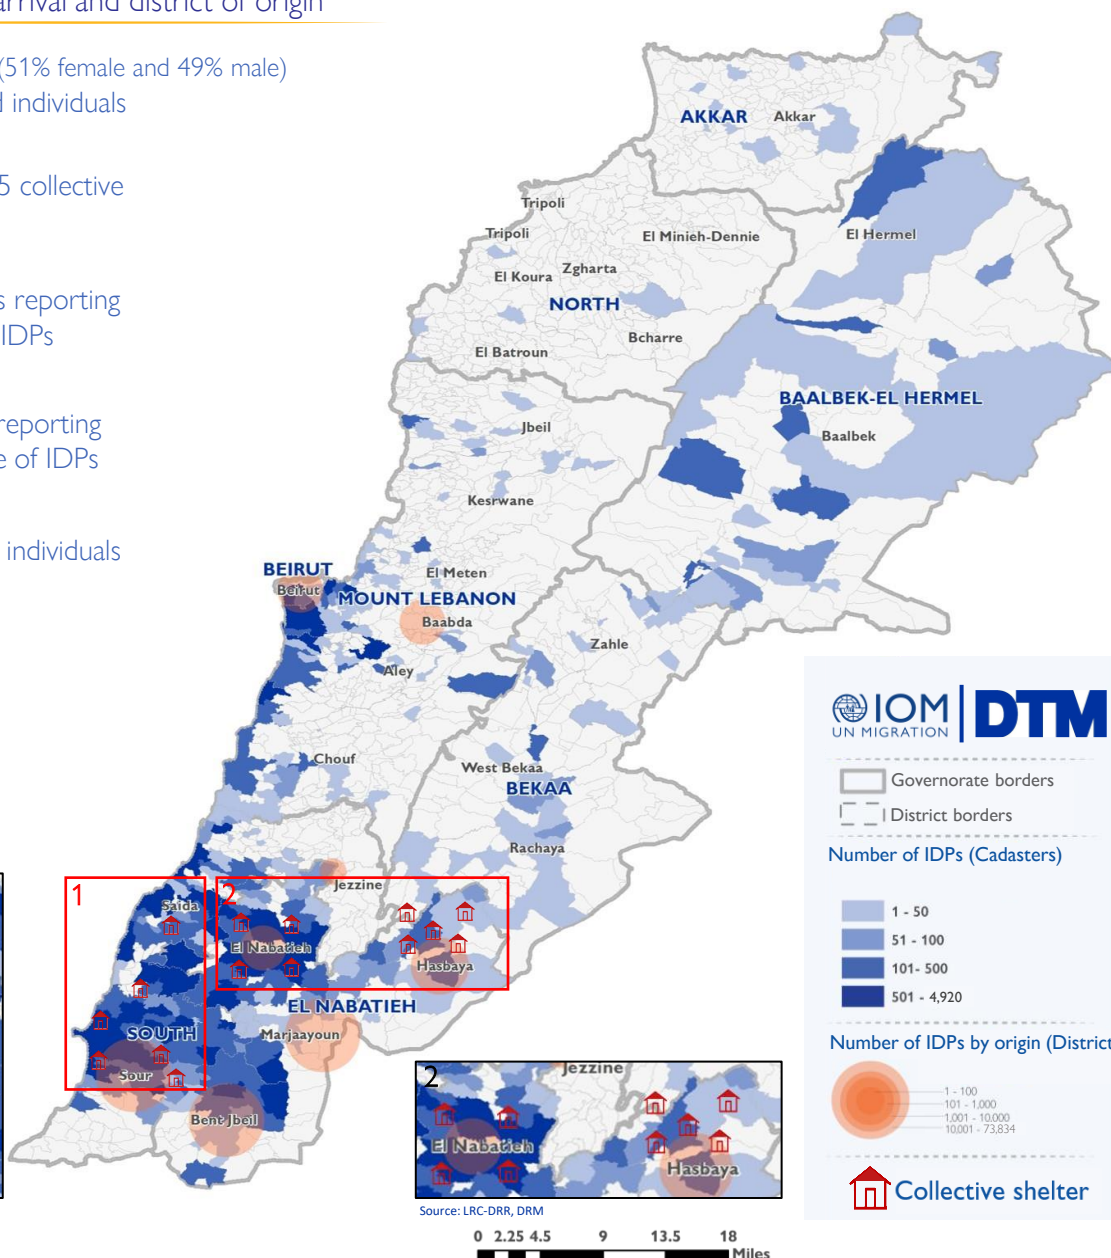 arrival and district of origin
(51% female and 49% male)
individuals
5 collective
reporting
IDPs
reporting
of IDPs
individuals
AKKAR
Akkar
Tripoli
Tripoli
El Minieh-Dennie
El Hermel
El Koura
Zgharta
NORTH
Bcharre
El Batroun
BAALBEK-EL HERMEL
Baalbek
Jbeil
Kesrwane
BEIRUT
Beirut
El Meten
MOUNT LEBANON
Baabda
Zahle
Aley
Chouf
West Bekaa
BEKAA
Rachaya
Jezzine
1
2
Saida
El Nabatieh
Hasbaya
EL NABATIEH
SOUTH
Marjaayoun
Sour
Bent Jbeil
2
Jezzine
El Nabatieh
Hasbaya
Source: LRC-DRR, DRM
0 2.25 4.5 9 13.5 18
Miles
IOM
UN MIGRATION
DTM
Governorate borders
District borders
Number of IDPs (Cadasters)
1 - 50
51 - 100
101- 500
501 - 4,920
Number of IDPs by origin (District
1 - 100
101 - 1,000
1,001 - 10,000
10,001 - 73,834
Collective shelter